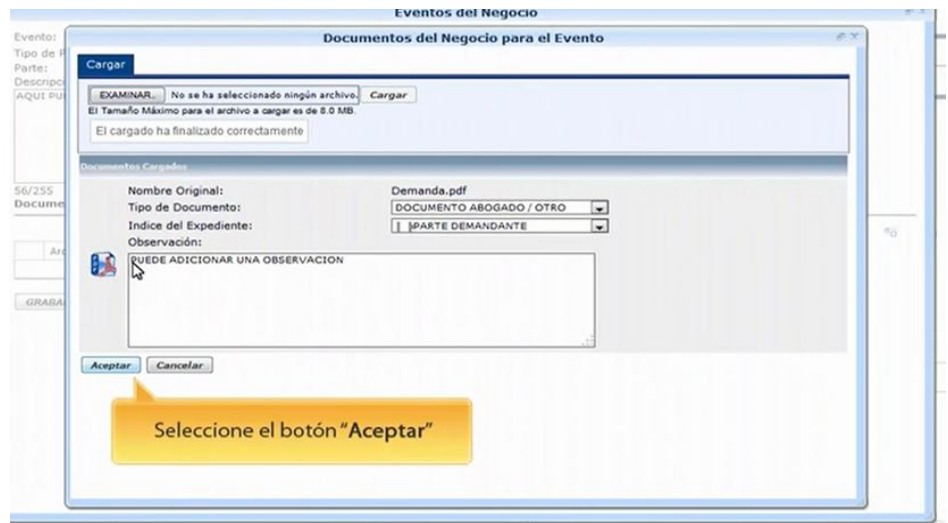 Eventos del Negocio
Evento:
Documentos del Negocio para el Evento
Tipo de P
Parte:
Cargar
Descripci
AQUI PU
EXAMINAR.. No se ha seleccionado ningún archivo. Cargar
El Tamaño Máximo para el archivo a cargar es de 8.0 MB.
El cargado ha finalizado correctamente
Documentos Cargados
56/255
Nombre Original: Demanda.pdf
Docume
Tipo de Documento: DOCUMENTO ABOGADO / OTRO
Indice del Expediente: [ ]PARTE DEMANDANTE
Observación:
Arc
PUEDE ADICIONAR UNA OBSERVACION
GRABA
Aceptar Cancelar
Seleccione el botón "Aceptar"